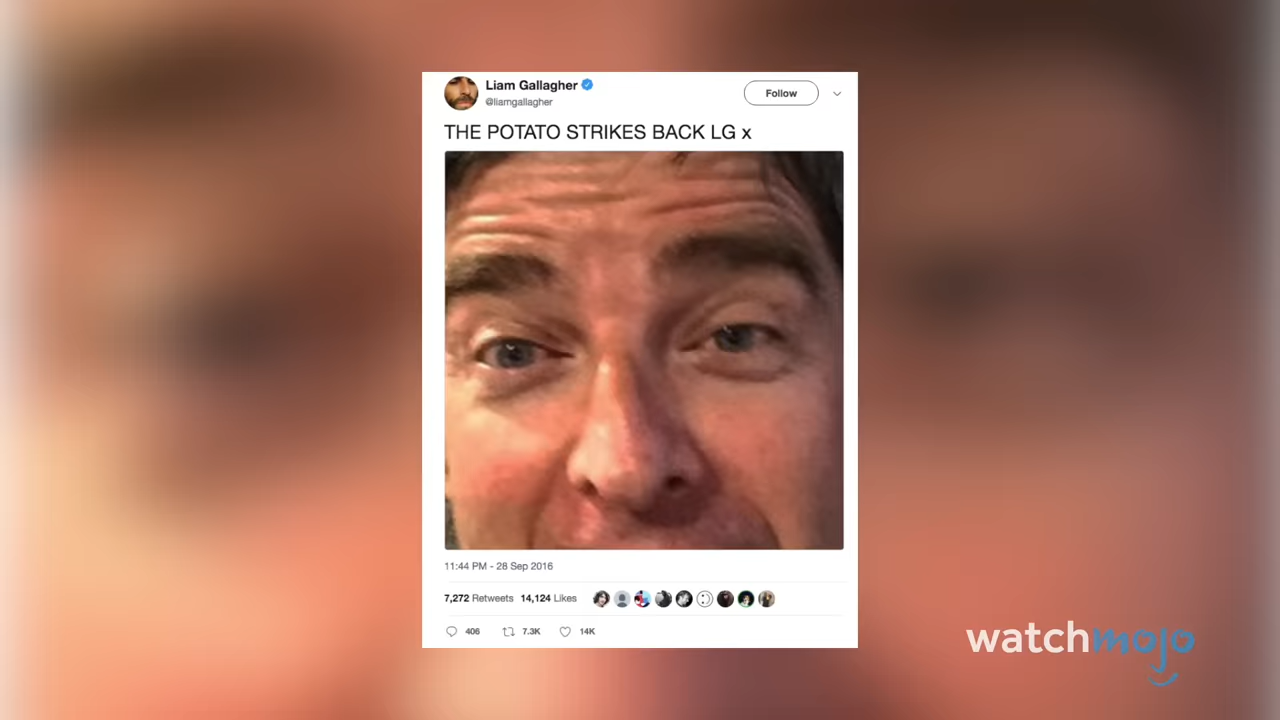 Liam Gallagher
@liamgallagher
Follow
THE POTATO STRIKES BACK LG x
11:44 PM - 28 Sep 2016
7,272 Retweets 14,124 Likes
406 7.3K 14K
watchmojo